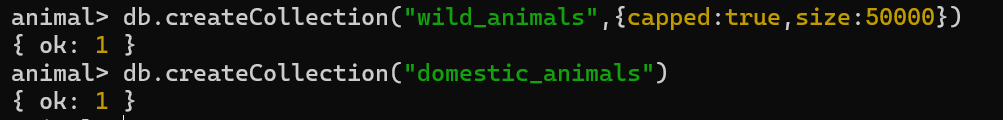 animal> db.createCollection("wild_animals",{capped:true,size:50000})
{ ok: 1 }
animal> db.createCollection("domestic_animals")
{ ok: 1 }